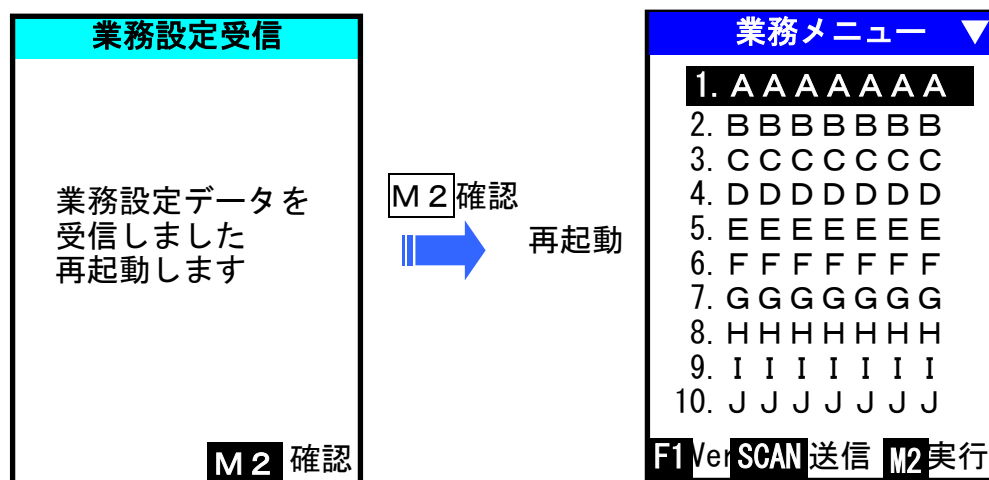 業務設定受信
業務設定データを
受信しました
再起動します
M2 確認
M2確認
再起動
業務メニュー ▼
1. AAAAAAA
2. BBBBBBB
3. CCCCCCC
4. DDDDDDD
5. EEEEEEE
6. FFFFFFF
7. GGGGGGG
8. HHHHHHH
9. IIIIIII
10. JJJJJJJ
F1 Ver SCAN 送信 M2 実行